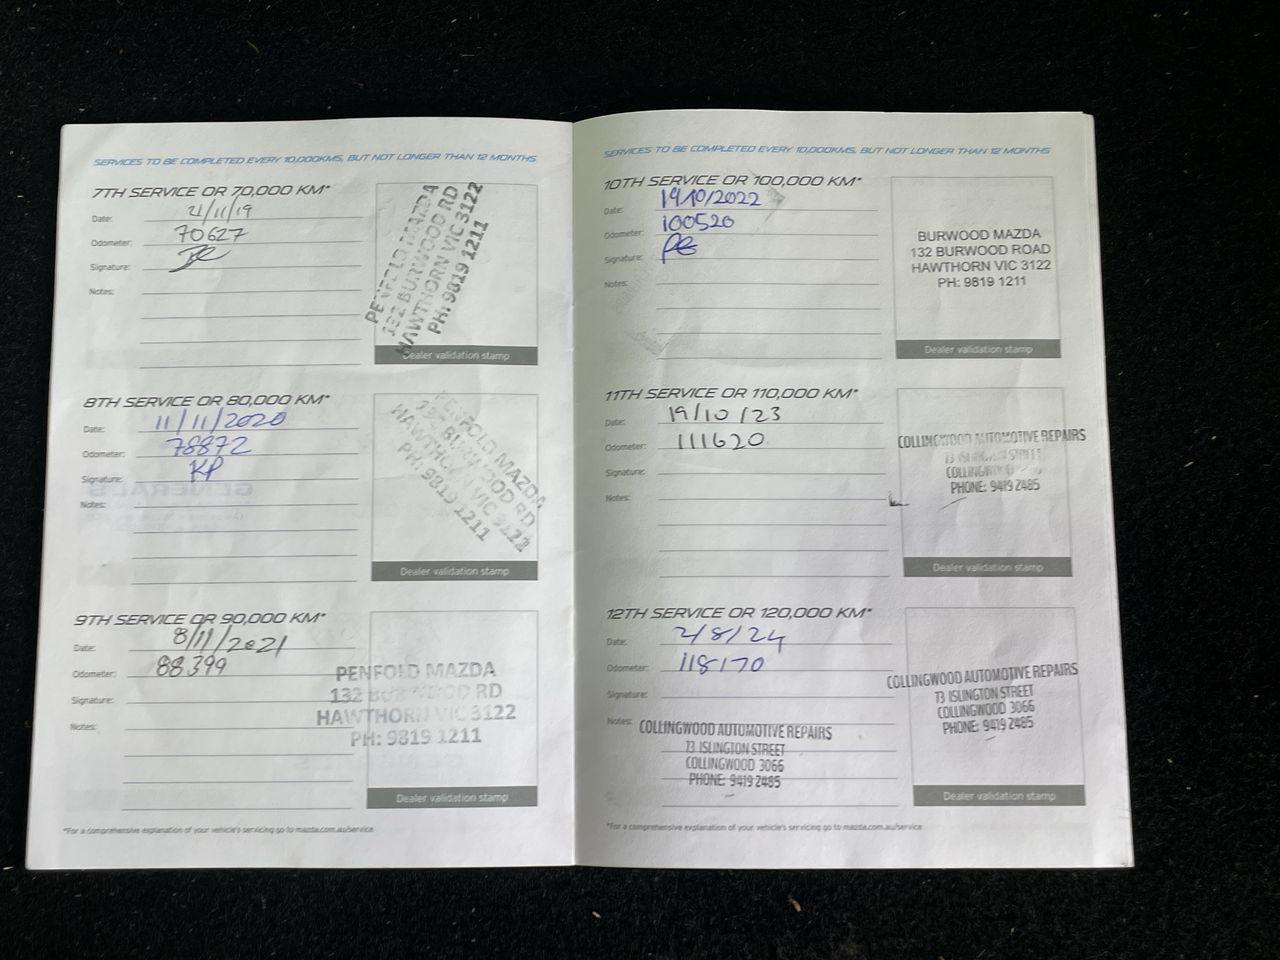 SERVICES TO BE COMPLETED EVERY 10,000KMS, BUT NOT LONGER THAN 12 MONTHS
7TH SERVICE OR 70,000 KM*
Date: 21/11/19
Odometer: 70627
Signature:
Notes:
PENFOLD MAZDA
132 BURWOOD RD
HAWTHORN VIC 3122
PH: 9819 1211
Dealer validation stamp
8TH SERVICE OR 80,000 KM*
Date: 11/11/2020
Odometer: 78872
Signature: KP
Notes:
PENFOLD MAZDA
132 BURWOOD RD
HAWTHORN VIC 3122
PH: 9819 1211
Dealer validation stamp
9TH SERVICE OR 90,000 KM*
Date: 8/11/2021
Odometer: 88399
Signature:
Notes:
PENFOLD MAZDA
132 BURWOOD RD
HAWTHORN VIC 3122
PH: 9819 1211
Dealer validation stamp
*For a comprehensive explanation of your vehicle's servicing go to mazda.com.au/service
SERVICES TO BE COMPLETED EVERY 10,000KMS, BUT NOT LONGER THAN 12 MONTHS
10TH SERVICE OR 100,000 KM*
Date: 19/10/2022
Odometer: 100520
Signature:
Notes:
BURWOOD MAZDA
132 BURWOOD ROAD
HAWTHORN VIC 3122
PH: 9819 1211
Dealer validation stamp
11TH SERVICE OR 110,000 KM*
Date: 19/10/23
Odometer: 111620
Signature:
Notes:
COLLINGWOOD AUTOMOTIVE REPAIRS
73 ISLINGTON STREET
COLLINGWOOD
PHONE: 9419 2485
Dealer validation stamp
12TH SERVICE OR 120,000 KM*
Date: 2/8/24
Odometer: 118170
Signature:
Notes:
COLLINGWOOD AUTOMOTIVE REPAIRS
73 ISLINGTON STREET
COLLINGWOOD 3066
PHONE: 9419 2485
COLLINGWOOD AUTOMOTIVE REPAIRS
73 ISLINGTON STREET
COLLINGWOOD 3066
PHONE: 9419 2485
Dealer validation stamp
*For a comprehensive explanation of your vehicle's servicing go to mazda.com.au/service